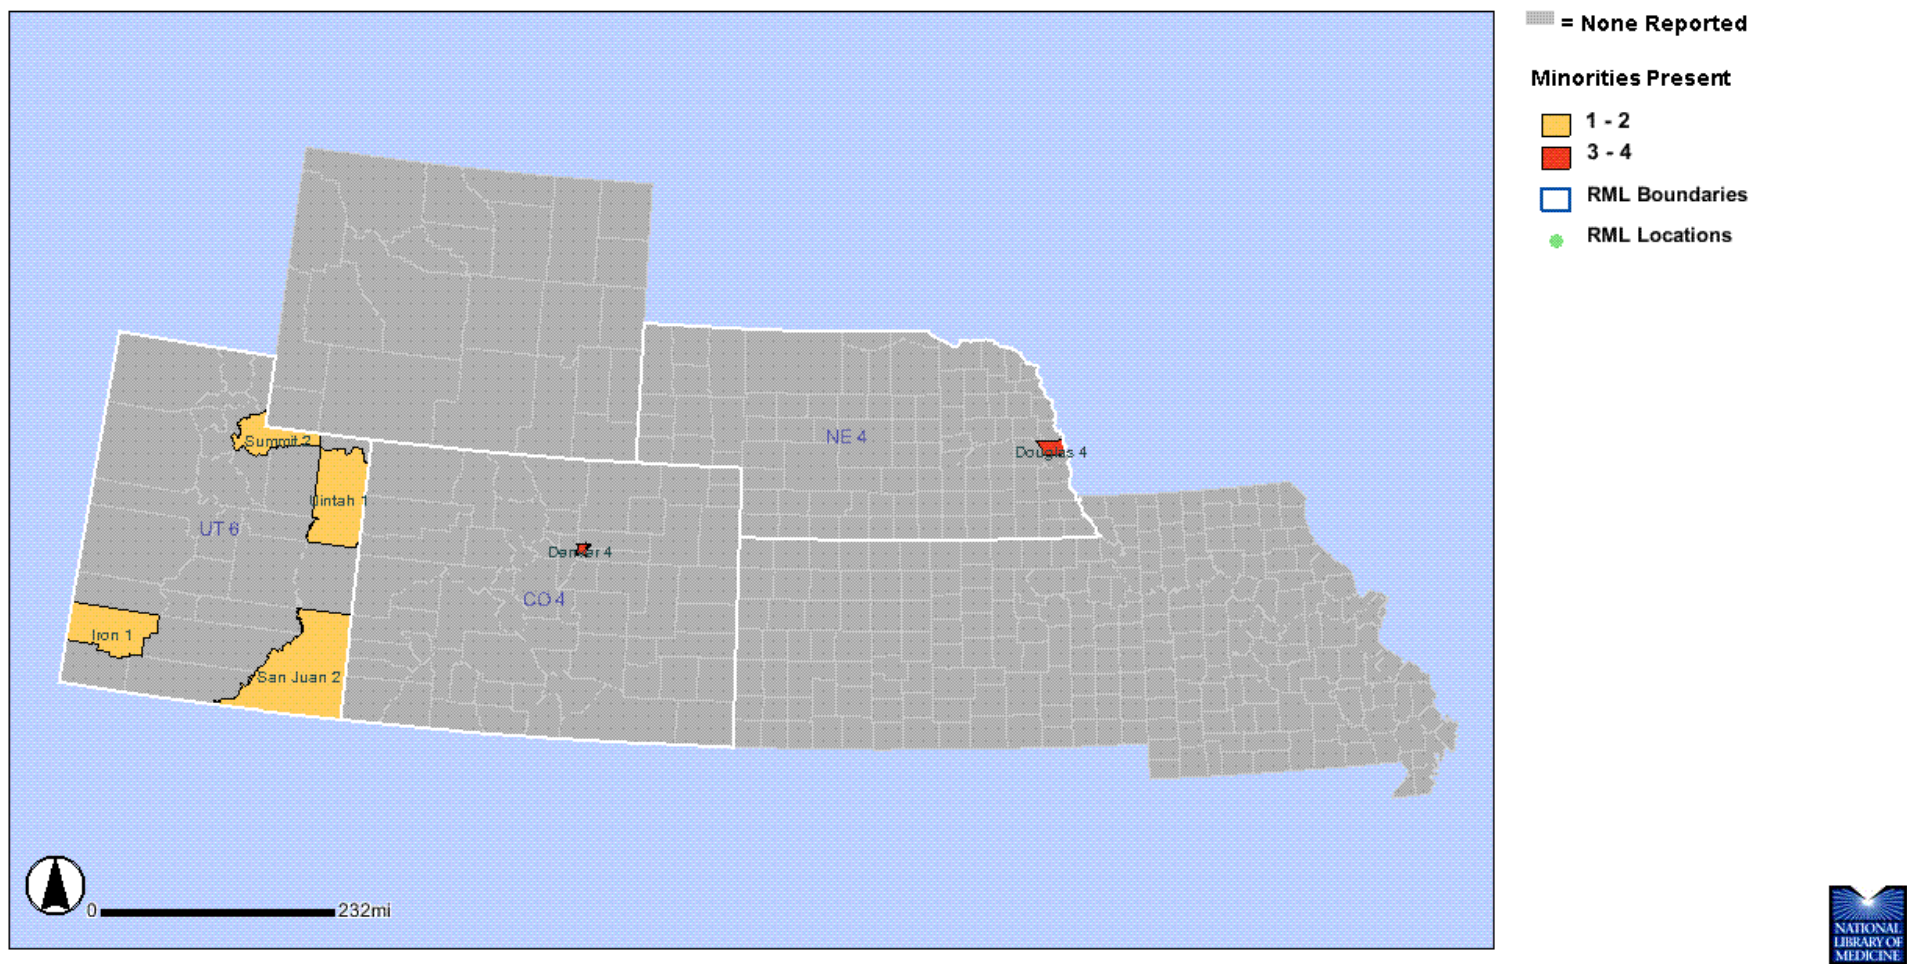 = None Reported
Minorities Present
1 - 2
3 - 4
RML Boundaries
RML Locations
NE 4
Summit 2
Douglas 4
Uintah 1
UT 6
Denver 4
CO 4
Iron 1
San Juan 2
0 232mi
NATIONAL
LIBRARY OF
MEDICINE